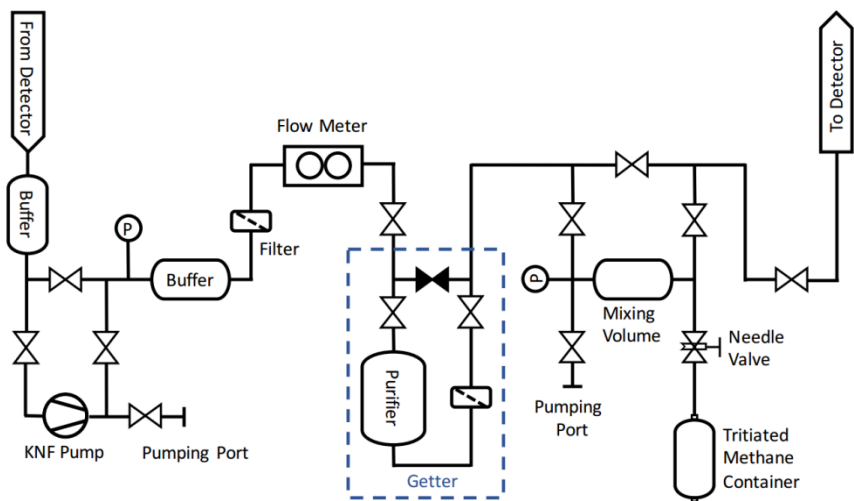 From Detector
To Detector
Flow Meter
Buffer
P
Filter
Buffer
P
Mixing
Volume
Needle
Valve
Purifier
KNF Pump
Pumping Port
Pumping
Port
Tritiated
Methane
Container
Getter